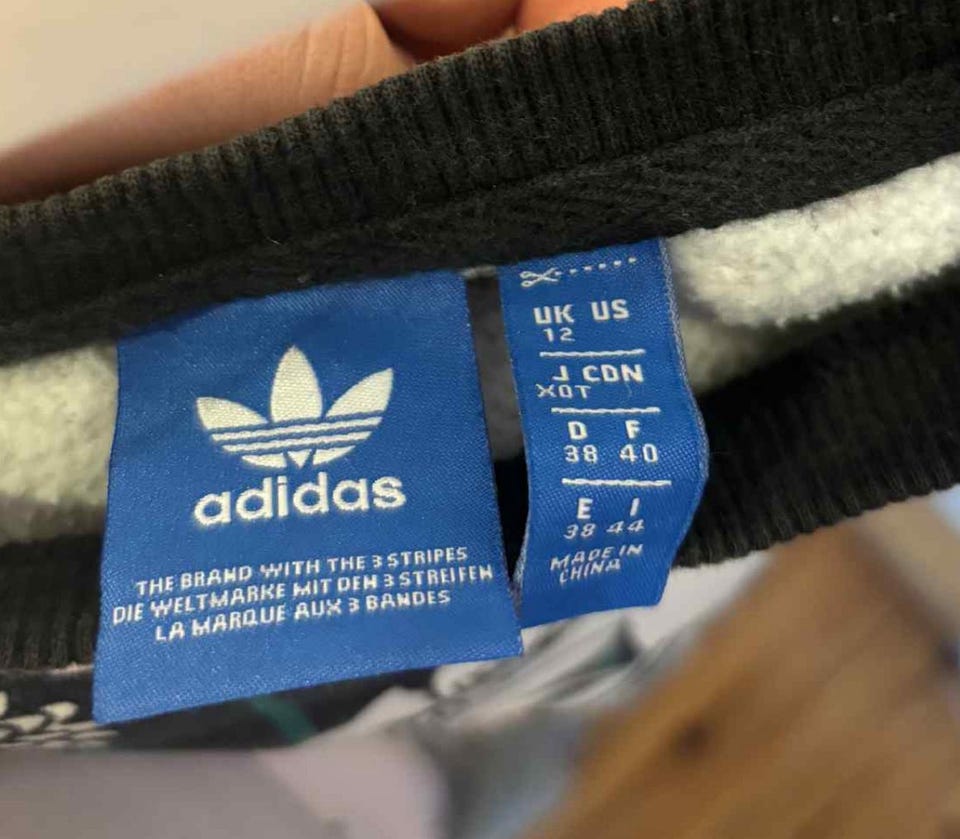 adidas
THE BRAND WITH THE 3 STRIPES
DIE WELTMARKE MIT DEN 3 STREIFEN
LA MARQUE AUX 3 BANDES
UK US
12
J CDN
XOT
D F
38 40
E I
38 44
MADE IN
CHINA